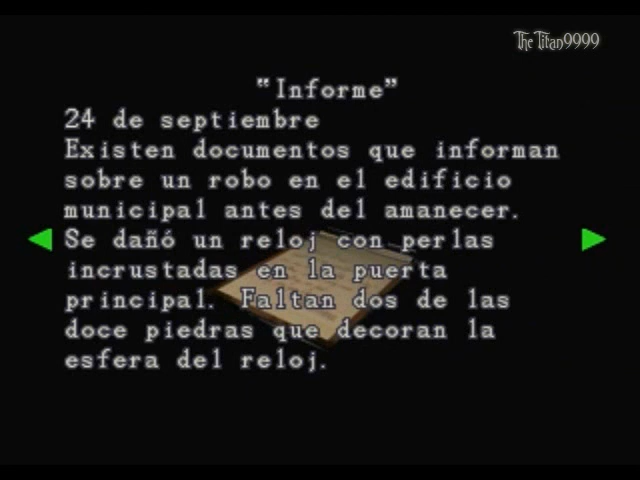 The Titan9999
"Informe"
24 de septiembre
Existen documentos que informan
sobre un robo en el edificio
municipal antes del amanecer.
Se dañó un reloj con perlas
incrustadas en la puerta
principal. Faltan dos de las
doce piedras que decoran la
esfera del reloj.